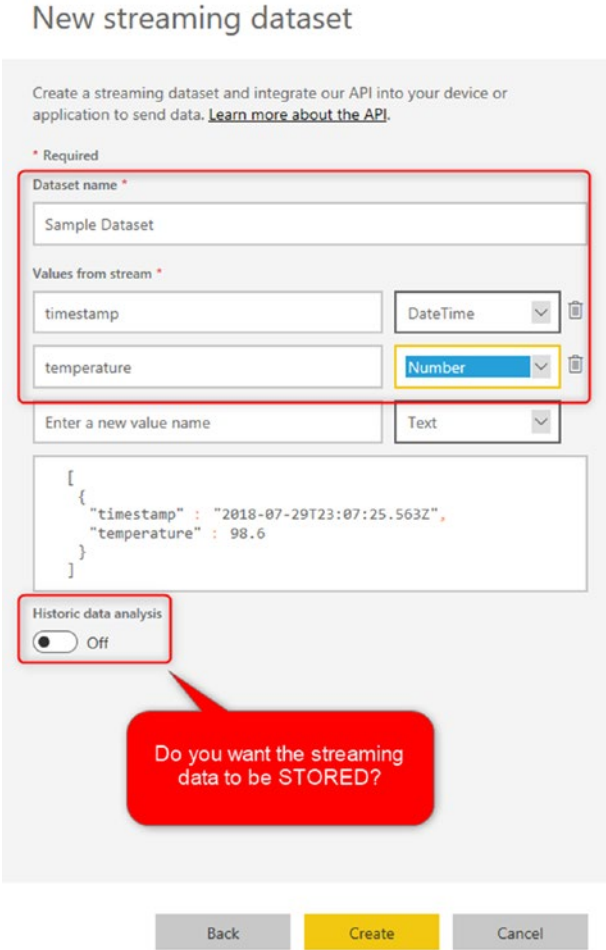 New streaming dataset
Create a streaming dataset and integrate our API into your device or
application to send data. Learn more about the API.
* Required
Dataset name *
Sample Dataset
Values from stream *
timestamp DateTime
temperature Number
Enter a new value name Text
[
{
"timestamp" : "2018-07-29T23:07:25.563Z",
"temperature" : 98.6
}
]
Historic data analysis
Off
Do you want the streaming
data to be STORED?
Back Create Cancel